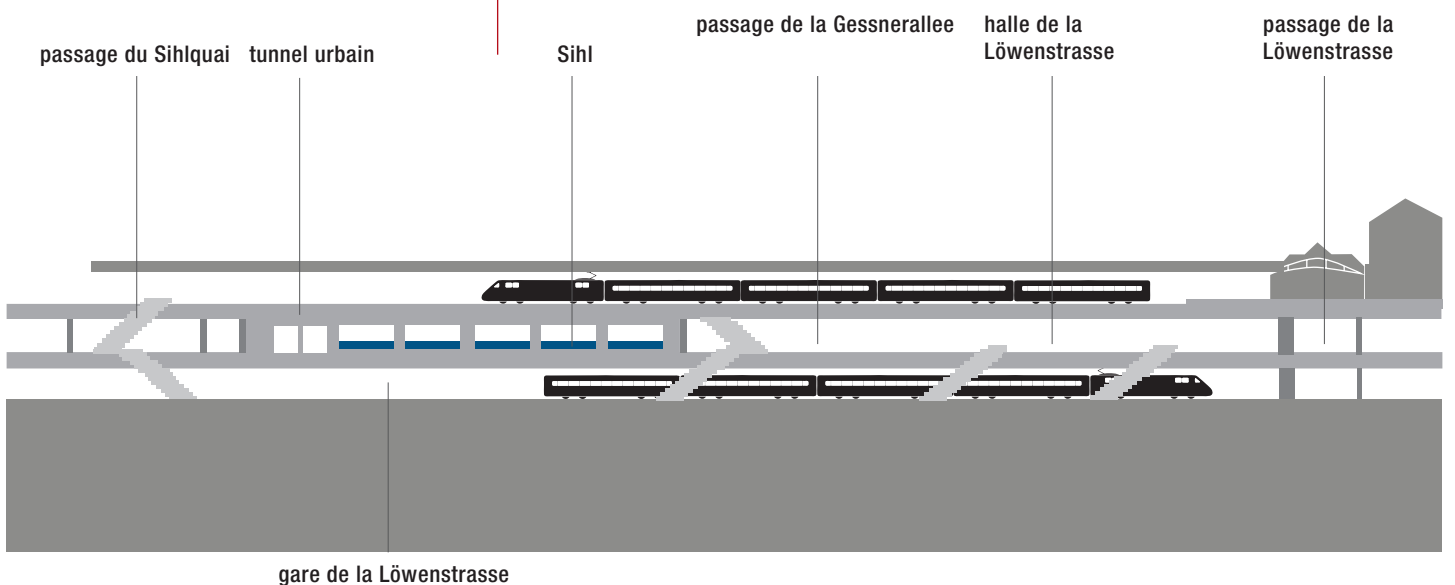 passage du Sihlquai
tunnel urbain
Sihl
passage de la Gessnerallee
halle de la
Löwenstrasse
passage de la
Löwenstrasse
gare de la Löwenstrasse